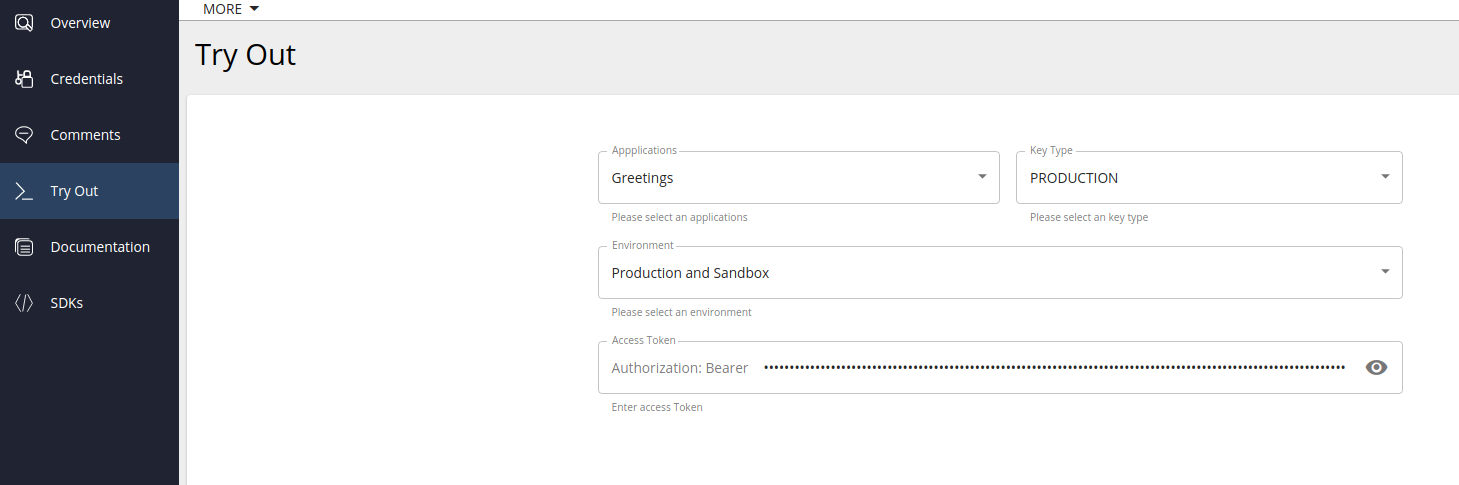 MORE
Overview
Credentials
Comments
Try Out
Documentation
SDKs
Try Out
Appplications
Greetings
Please select an applications
Key Type
PRODUCTION
Please select an key type
Environment
Production and Sandbox
Please select an environment
Access Token
Authorization: Bearer
Enter access Token